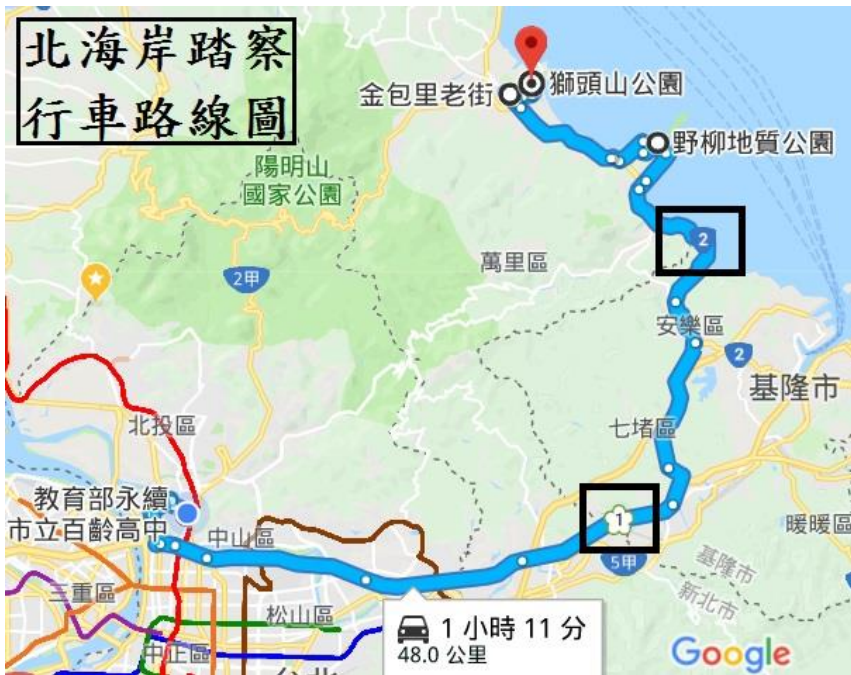 北海岸踏察
行車路線圖
獅頭山公園
金包里老街
野柳地質公園
陽明山
國家公園
2
萬里區
2甲
安樂區
2
基隆市
北投區
七堵區
教育部永續
市立百齡高中
中山區
1
暖暖區
5甲
基隆市
新北市
三重區
松山區
1 小時 11 分
48.0 公里
中正區
Google